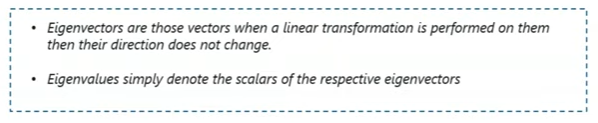 • Eigenvectors are those vectors when a linear transformation is performed on them
then their direction does not change.
• Eigenvalues simply denote the scalars of the respective eigenvectors